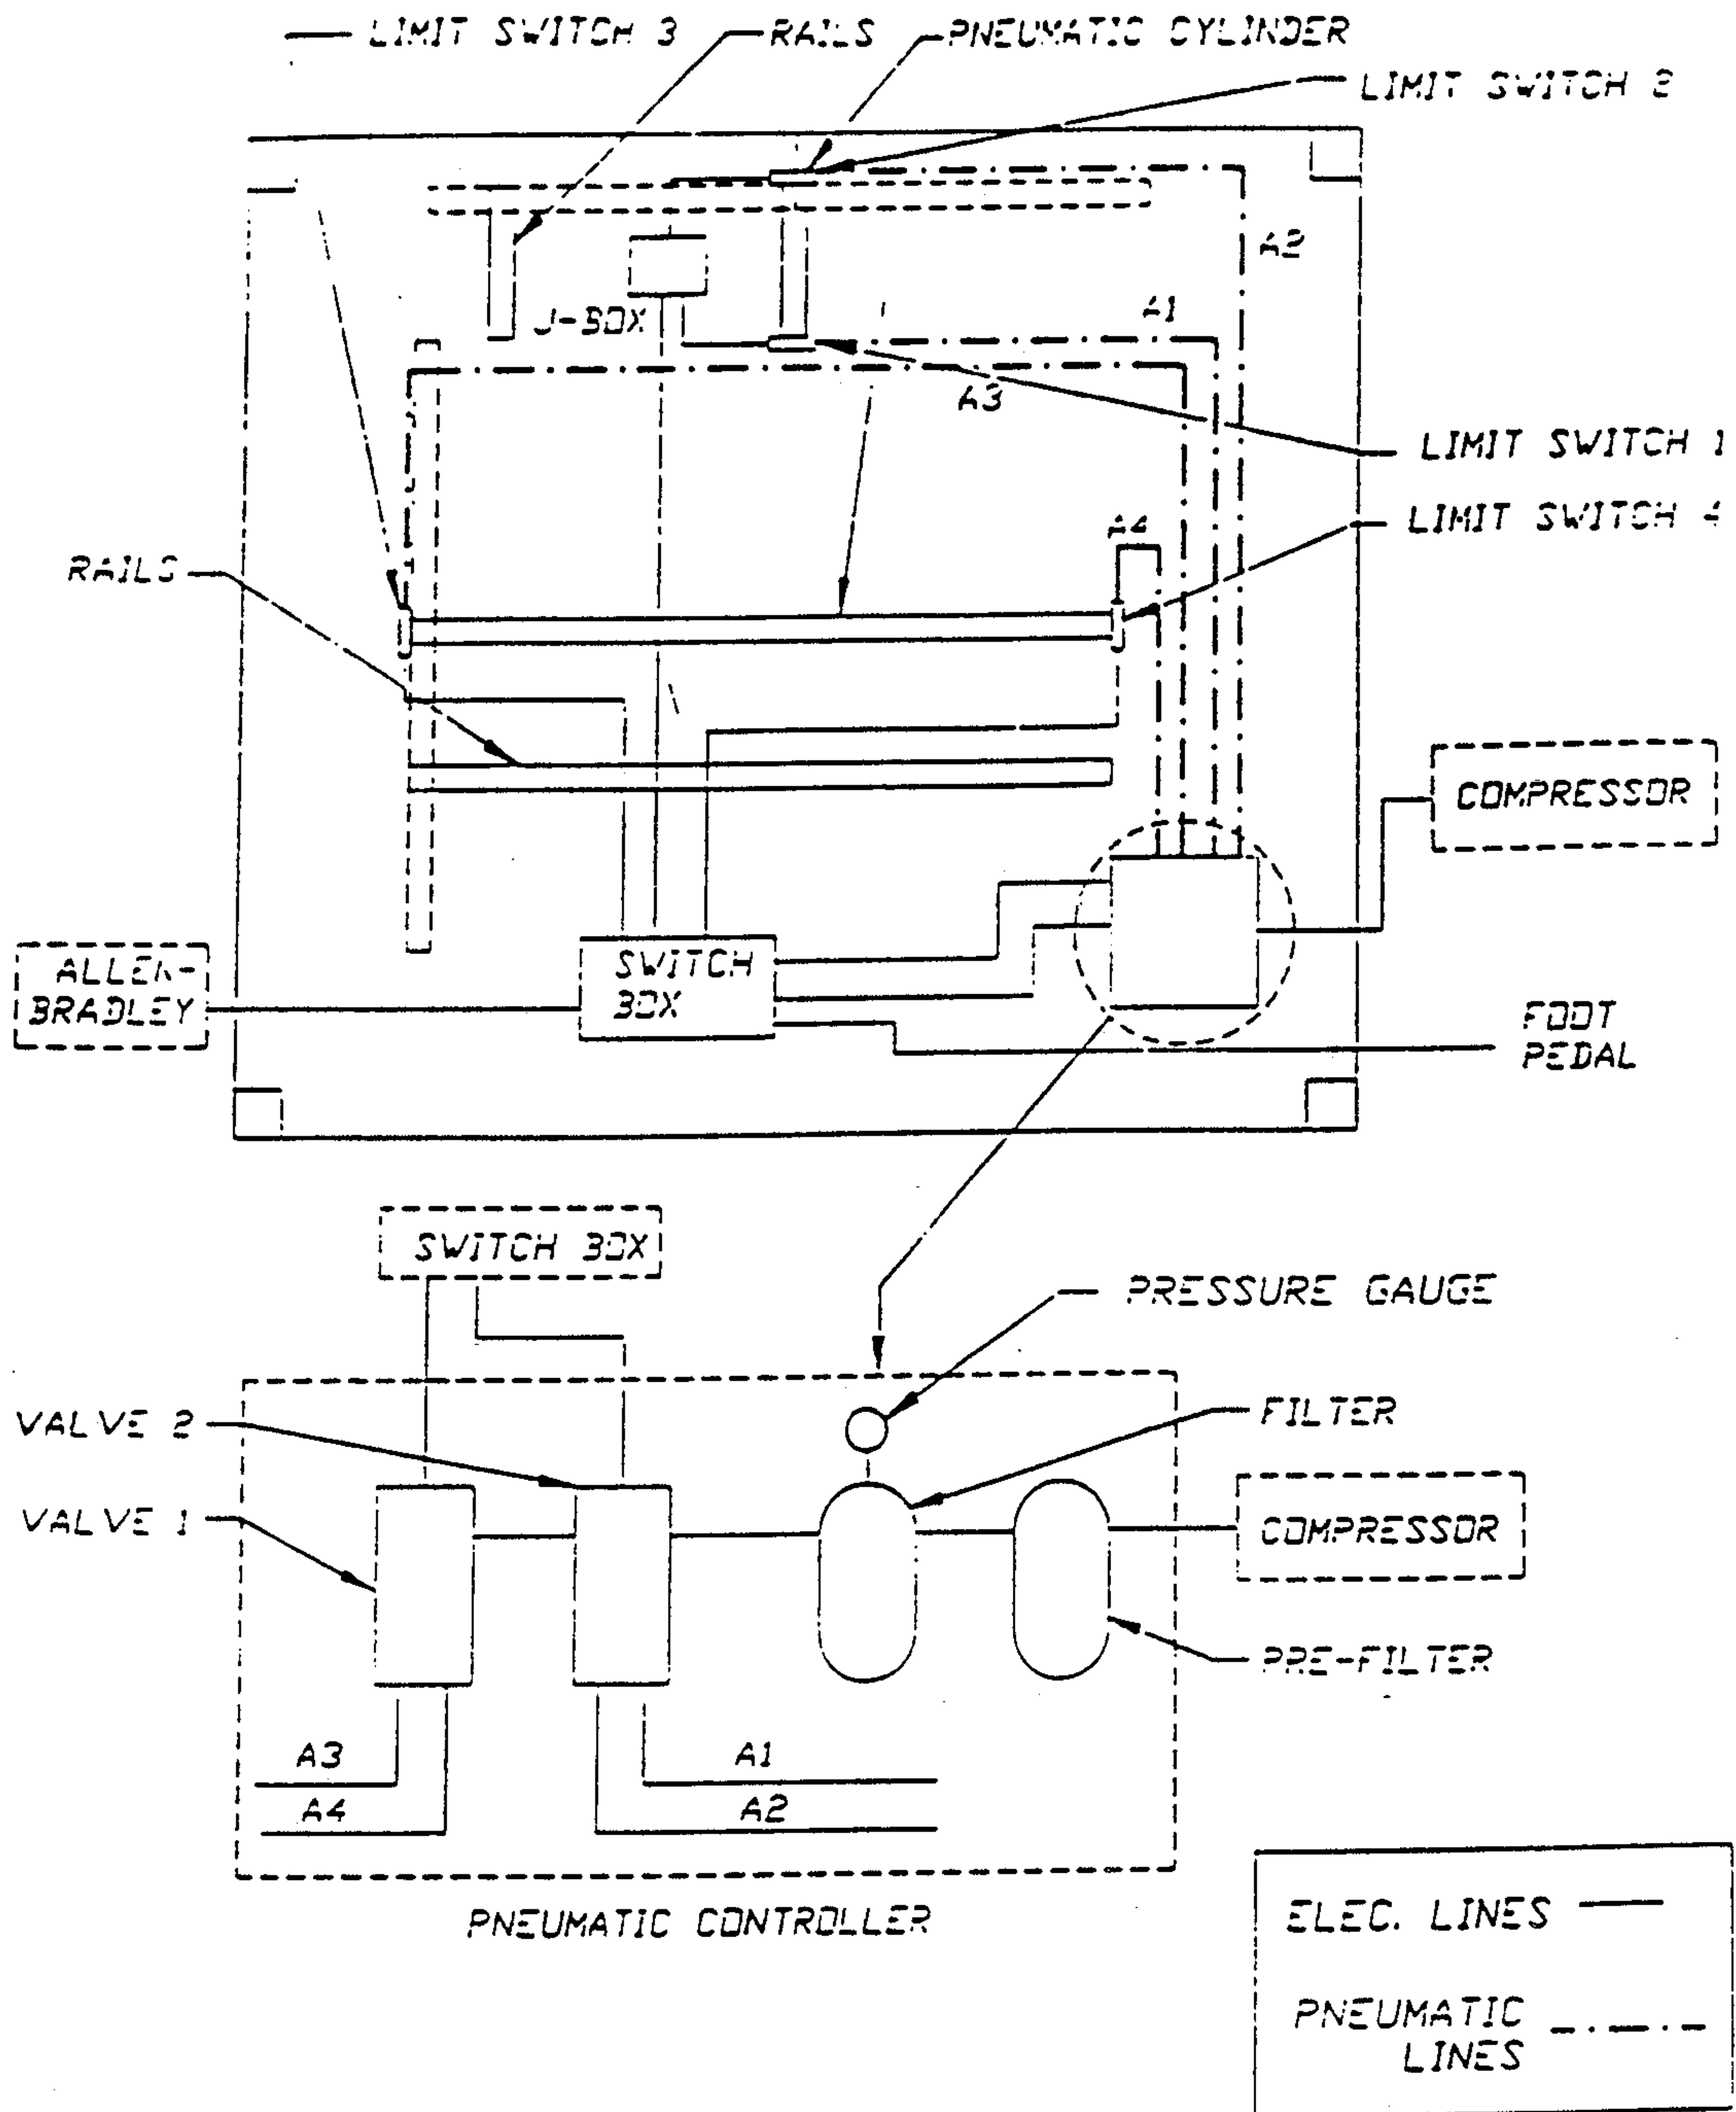 LIMIT SWITCH 3
RAILS
PNEUMATIC CYLINDER
LIMIT SWITCH 2
A2
J-BOX
A1
A3
LIMIT SWITCH 1
A4
LIMIT SWITCH 4
RAILS
COMPRESSOR
ALLEN-
BRADLEY
SWITCH
BOX
FOOT
PEDAL
SWITCH BOX
PRESSURE GAUGE
VALVE 2
FILTER
VALVE 1
COMPRESSOR
PRE-FILTER
A3
A1
A4
A2
PNEUMATIC CONTROLLER
ELEC. LINES
PNEUMATIC
LINES